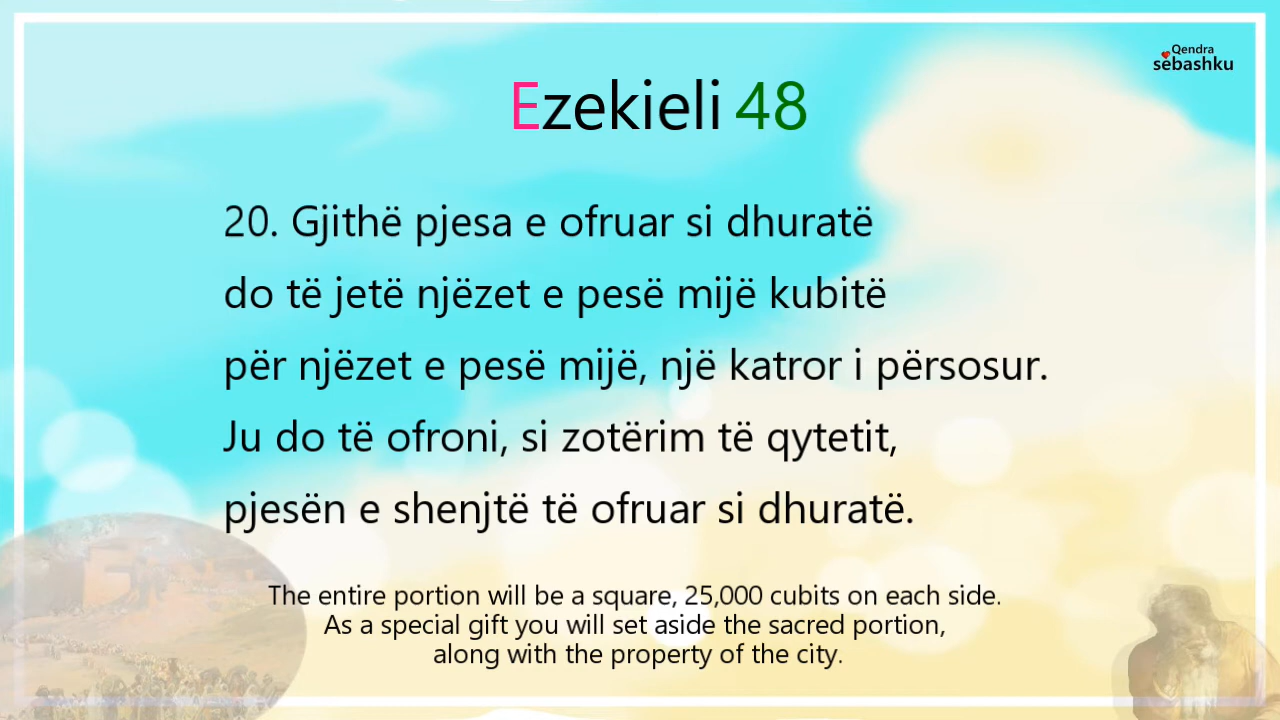 Qendra
sëbashku
Ezekieli 48
20. Gjithë pjesa e ofruar si dhuratë
do të jetë njëzet e pesë mijë kubitë
për njëzet e pesë mijë, një katror i përsosur.
Ju do të ofroni, si zotërim të qytetit,
pjesën e shenjtë të ofruar si dhuratë.
The entire portion will be a square, 25,000 cubits on each side.
As a special gift you will set aside the sacred portion,
along with the property of the city.